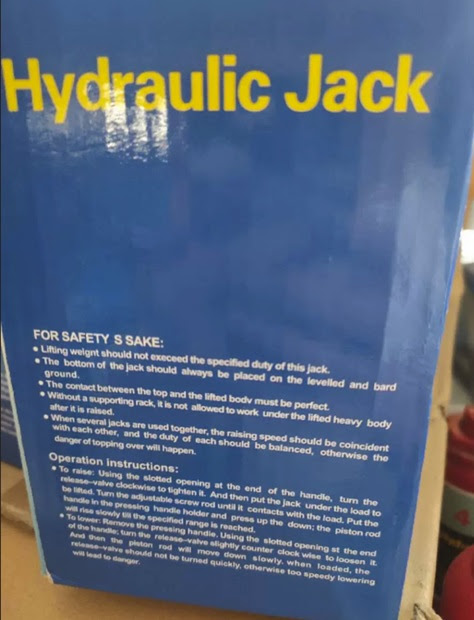 Hydraulic Jack
FOR SAFETY S SAKE:
• Lifting weignt should not execeed the specified duty of this jack.
• The bottom of the jack should always be placed on the levelled and bard
ground.
• The contact between the top and the lifted bodv must be perfect.
• Without a supporting rack, it is not allowed to work under the lifted heavy body
after it is raised.
• When several jacks are used together, the raising speed should be coincident
with each other, and the duty of each should be balanced, otherwise the
danger of topping over will happen.
Operation instructions:
• To raise: Using the slotted opening at the end of the handle, turn the
release-valve clockwise to tighten it. And then put the jack under the load to
be lifted. Turn the adjustable screw rod until it contacts with the load. Put the
handle in the pressing handle holder and press up the down; the piston rod
will rise slowly till the specified range is reached.
• To lower: Remove the pressing handle. Using the slotted opening st the end
of the handle; turn the release-valve slightly counter clock wise to loosen it.
And then the piston rod will move down slowly. when loaded, the
release-valve should not be turned quickly, otherwise too speedy lowering
will lead to danger.